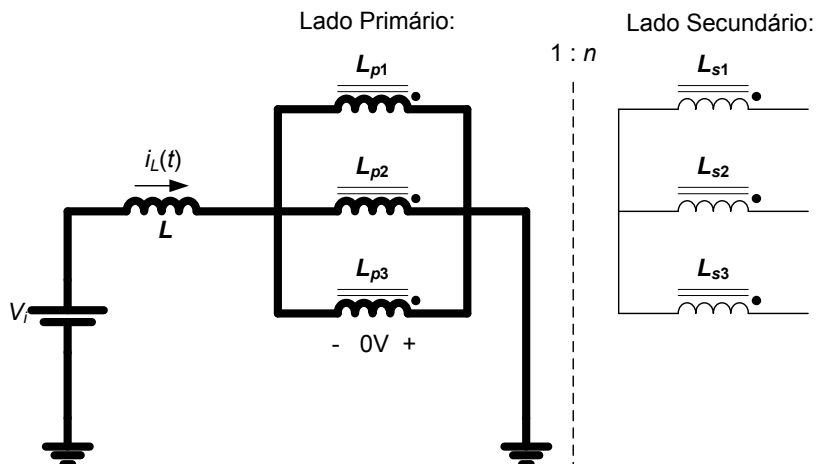 Lado Primário:
Lado Secundário:
1 : n
Lp1
Ls1
iL(t)
Lp2
Ls2
L
Lp3
Ls3
Vi
- 0V +